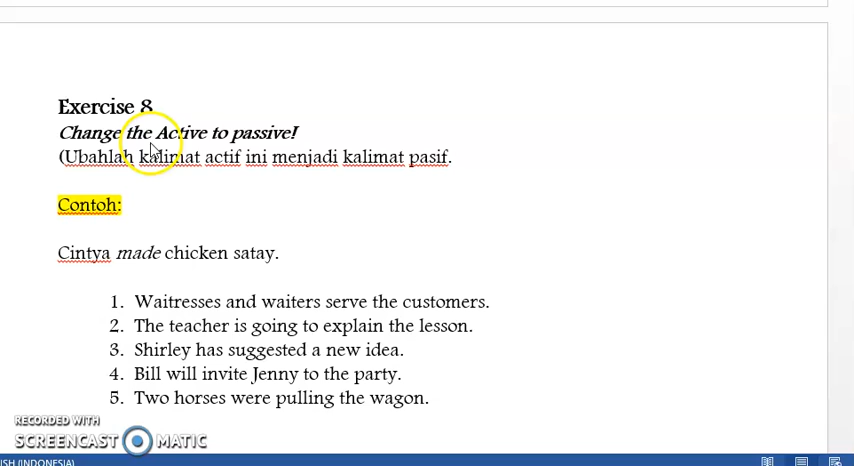 Exercise 8
Change the Active to passive!
(Ubahlah kalimat actif ini menjadi kalimat pasif.
Contoh:
Cintya made chicken satay.
1. Waitresses and waiters serve the customers.
2. The teacher is going to explain the lesson.
3. Shirley has suggested a new idea.
4. Bill will invite Jenny to the party.
5. Two horses were pulling the wagon.
RECORDED WITH
SCREENCAST MATIC
ISH (INDONESIA)